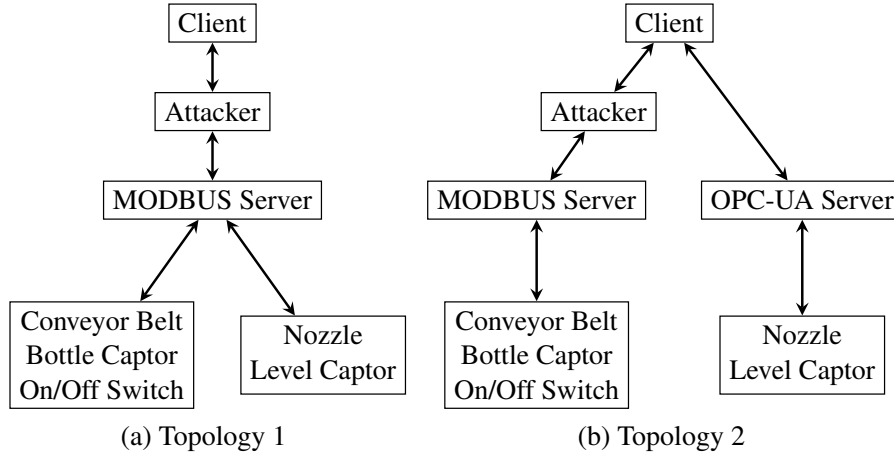 Client
Attacker
MODBUS Server
Conveyor Belt
Bottle Captor
On/Off Switch
Nozzle
Level Captor
(a) Topology 1
Client
Attacker
MODBUS Server
OPC-UA Server
Conveyor Belt
Bottle Captor
On/Off Switch
Nozzle
Level Captor
(b) Topology 2